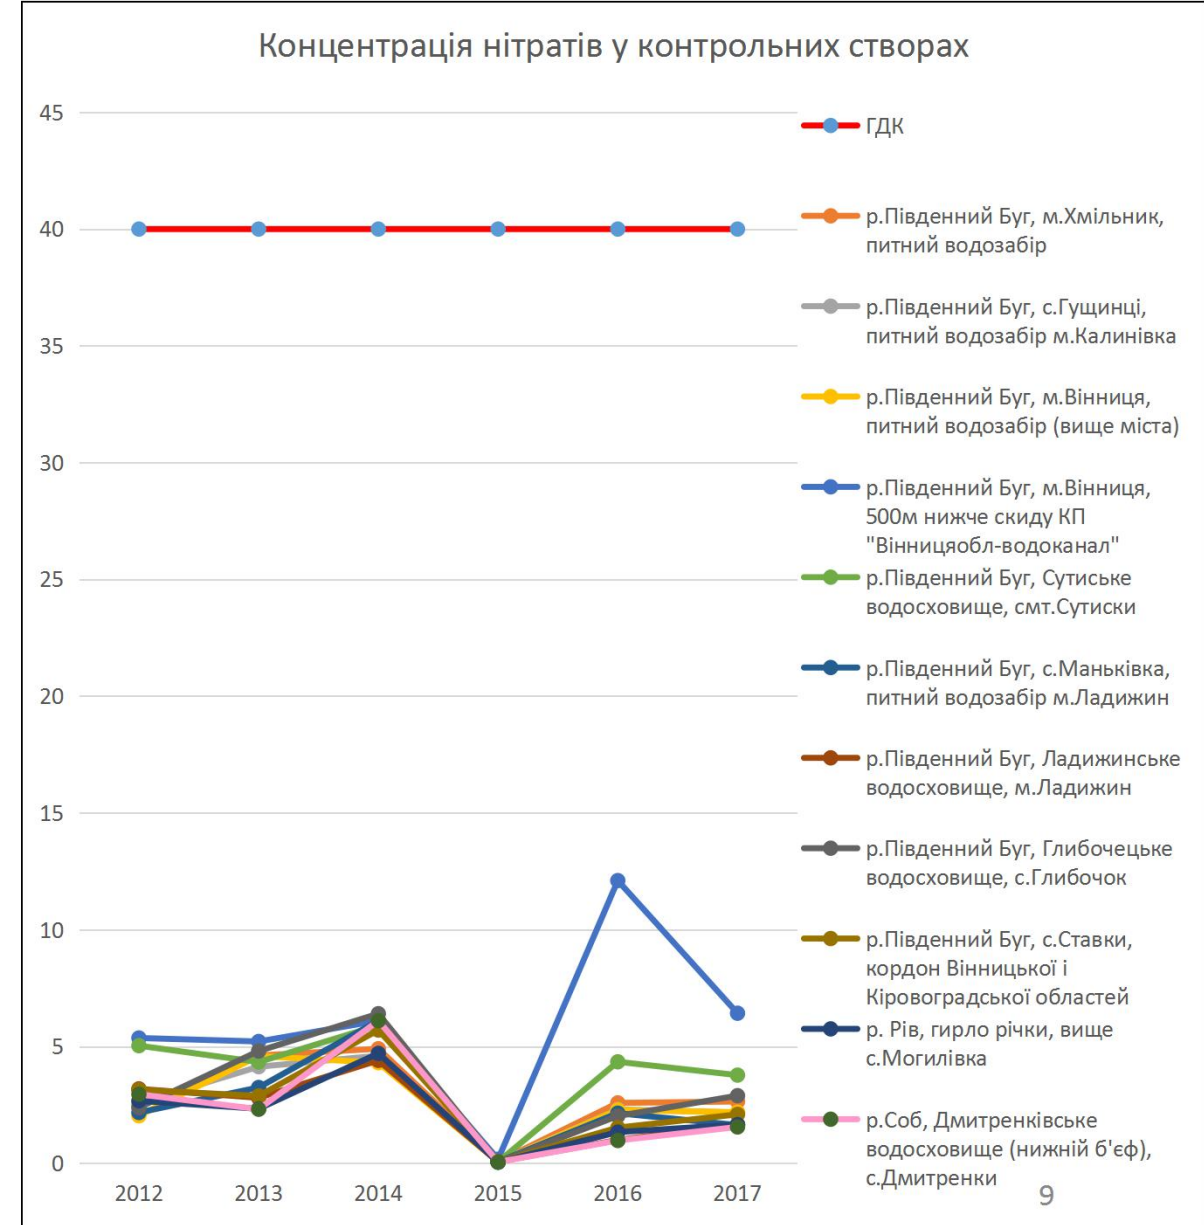 Концентрація нітратів у контрольних створах
45
40
35
30
25
20
15
10
5
0
2012 2013 2014 2015 2016 2017
ГДК
р.Південний Буг, м.Хмільник,
питний водозабір
р.Південний Буг, с.Гущинці,
питний водозабір м.Калинівка
р.Південний Буг, м.Вінниця,
питний водозабір (вище міста)
р.Південний Буг, м.Вінниця,
500м нижче скиду КП
"Вінницяобл-водоканал"
р.Південний Буг, Сутиське
водосховище, смт.Сутиски
р.Південний Буг, с.Маньківка,
питний водозабір м.Ладижин
р.Південний Буг, Ладижинське
водосховище, м.Ладижин
р.Південний Буг, Глибочецьке
водосховище, с.Глибочок
р.Південний Буг, с.Ставки,
кордон Вінницької і
Кіровоградської областей
р. Рів, гирло річки, вище
с.Могилівка
р.Соб, Дмитренківське
водосховище (нижній б'єф),
с.Дмитренки
9